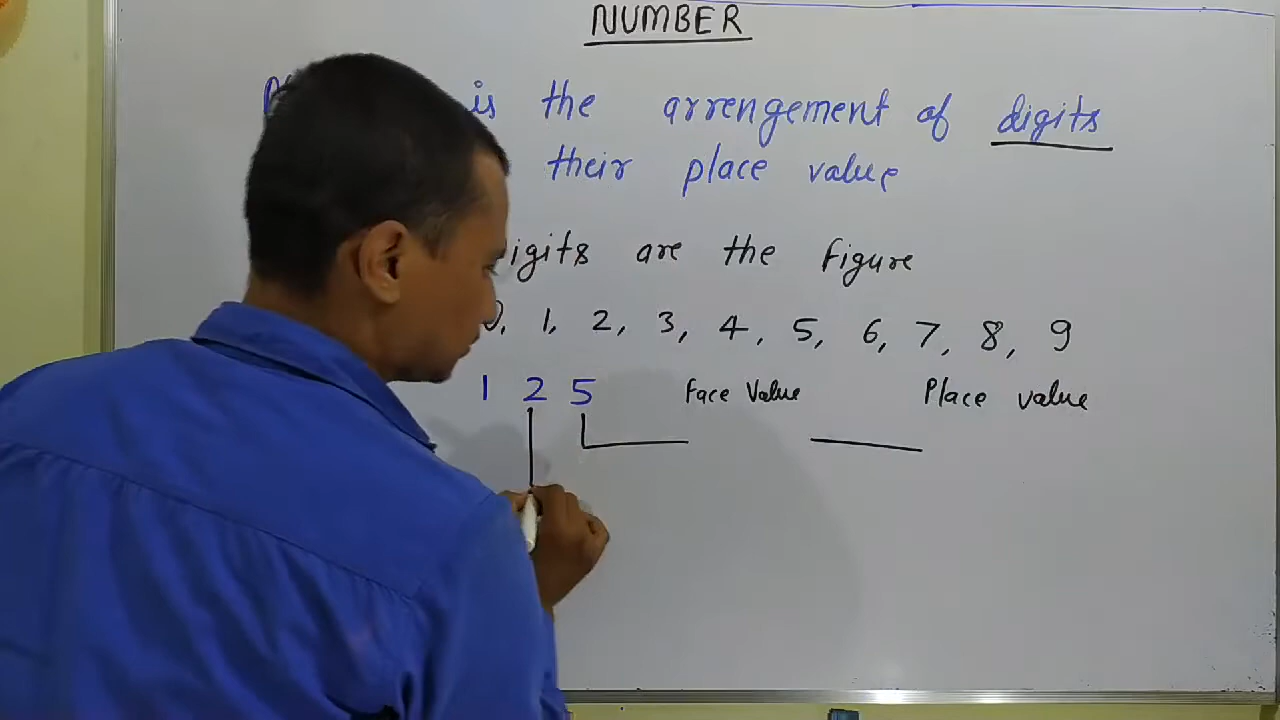 NUMBER
is the arrengement of digits
their place value
igits are the figure
0, 1, 2, 3, 4, 5, 6, 7, 8, 9
1 2 5 Face Value Place value